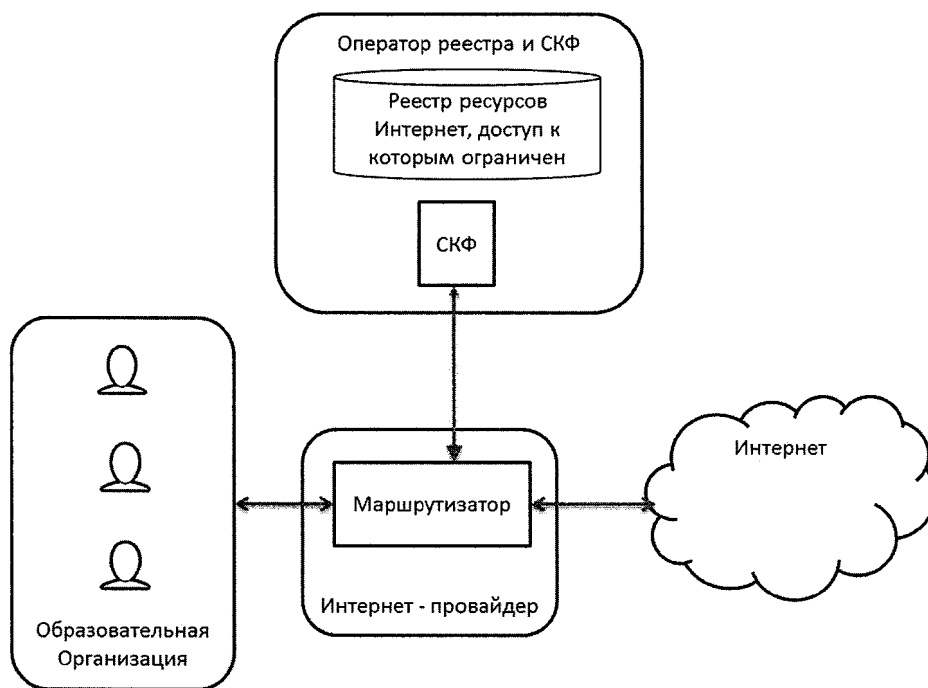 Оператор реестра и СКФ
Реестр ресурсов
Интернет, доступ к
которым ограничен
СКФ
Интернет
Маршрутизатор
Интернет - провайдер
Образовательная
Организация